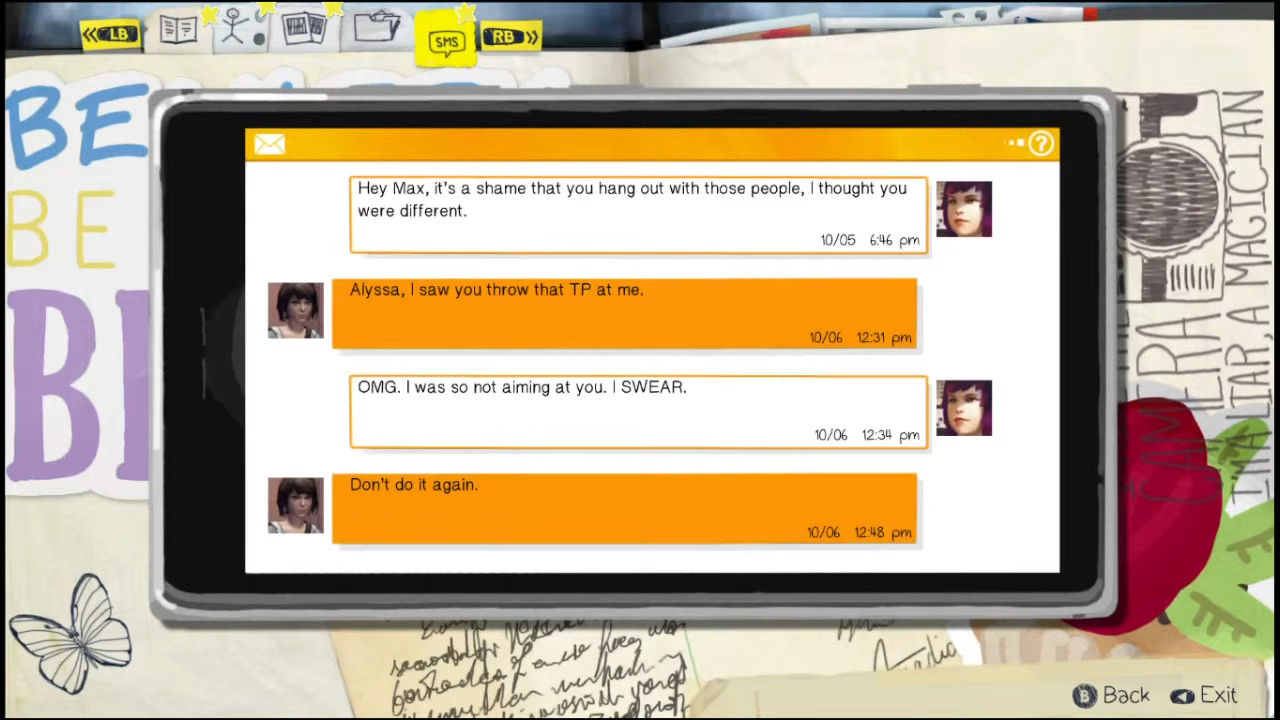 LB
SMS
RB
BE
BE
Hey Max, it's a shame that you hang out with those people, I thought you
were different.
10/05 6:46 pm
Alyssa, I saw you throw that TP at me.
10/06 12:31 pm
OMG. I was so not aiming at you. I SWEAR.
10/06 12:34 pm
Don't do it again.
10/06 12:48 pm
CAMERA
LIAR, A MAGICIAN
Back
Exit